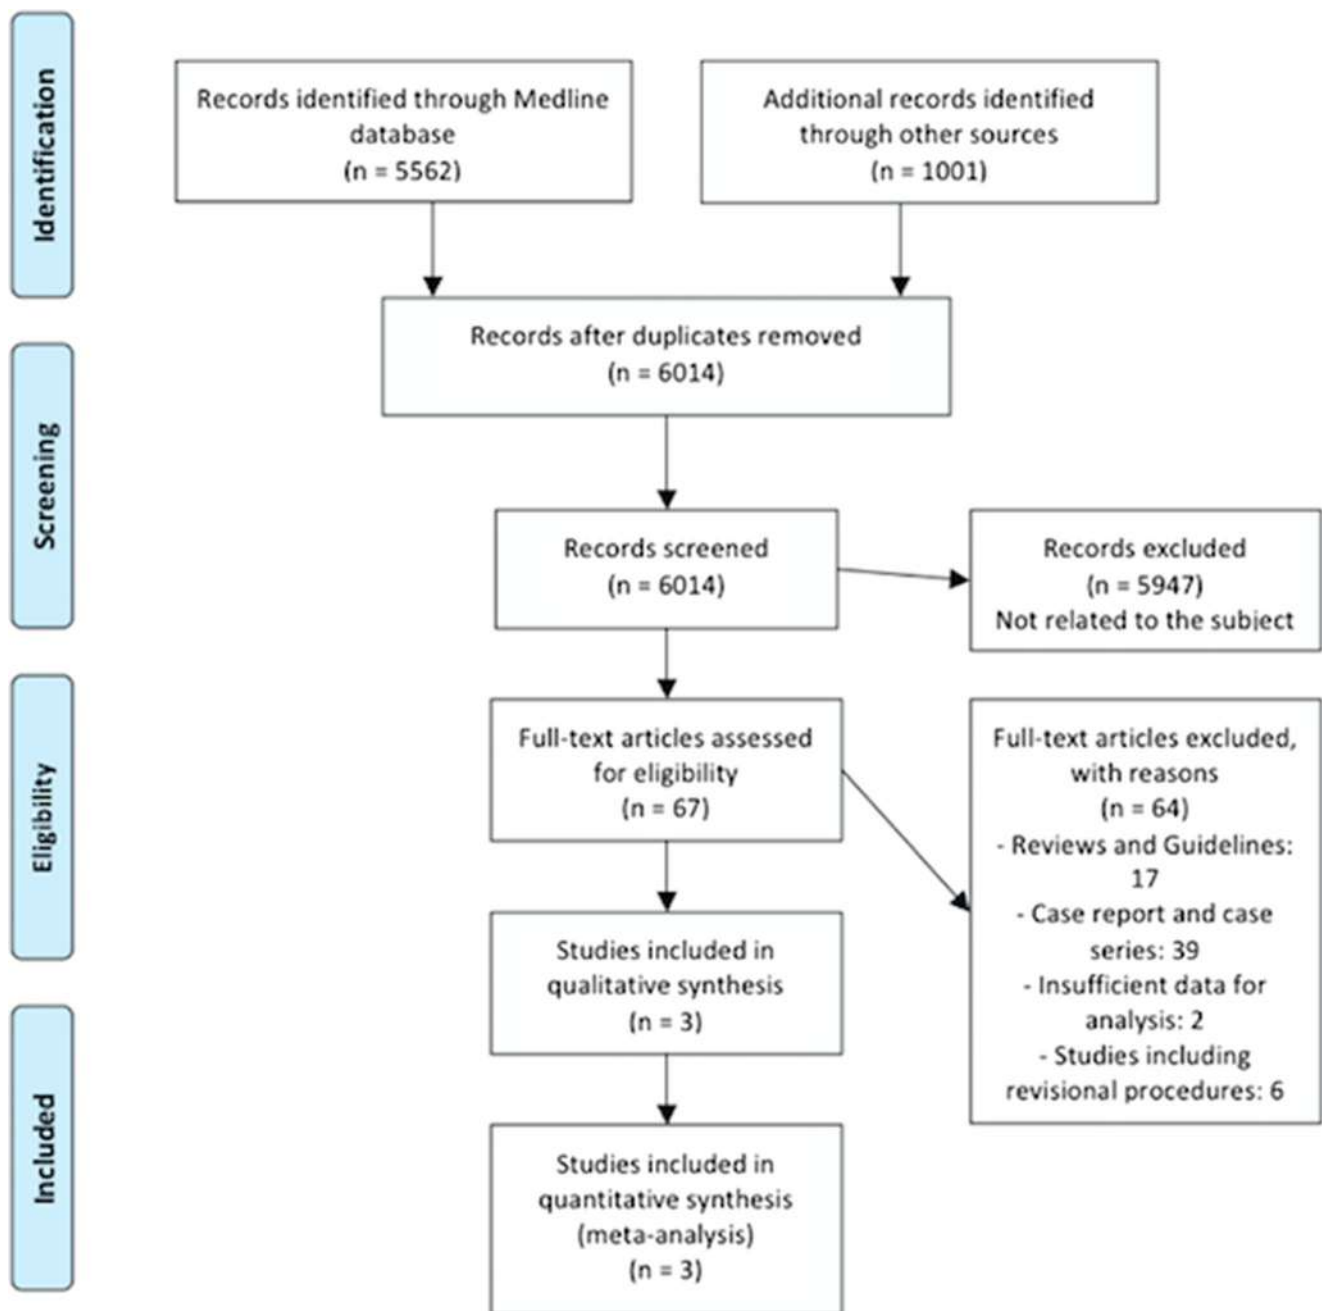 Identification
Records identified through Medline
database
(n = 5562)
Additional records identified
through other sources
(n = 1001)
Records after duplicates removed
(n = 6014)
Screening
Records screened
(n = 6014)
Records excluded
(n = 5947)
Not related to the subject
Eligibility
Full-text articles assessed
for eligibility
(n = 67)
Full-text articles excluded,
with reasons
(n = 64)
- Reviews and Guidelines:
17
- Case report and case
series: 39
- Insufficient data for
analysis: 2
- Studies including
revisional procedures: 6
Studies included in
qualitative synthesis
(n = 3)
Included
Studies included in
quantitative synthesis
(meta-analysis)
(n = 3)